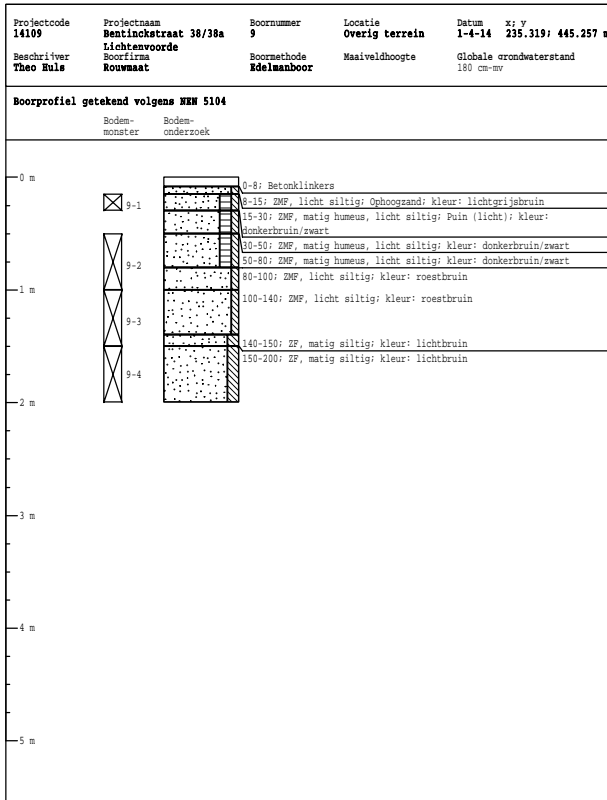 Projectcode Projectnaam Boornummer Locatie Datum x; y
14109 Bentinckstraat 38/38a 9 Overig terrein 1-4-14 235.319; 445.257 m
Lichtenvoorde
Beschrijver Boorfirma Boormethode Maaiveldhoogte Globale grondwaterstand
Theo Huls Rouwmaat Edelmanboor 180 cm-mv
Boorprofiel getekend volgens NEN 5104
Bodem- Bodem-
monster onderzoek
0 m
0-8; Betonklinkers
8-15; ZMF, licht siltig; Ophoogzand; kleur: lichtgrijsbruin
9-1
15-30; ZMF, matig humeus, licht siltig; Puin (licht); kleur:
donkerbruin/zwart
30-50; ZMF, matig humeus, licht siltig; kleur: donkerbruin/zwart
50-80; ZMF, matig humeus, licht siltig; kleur: donkerbruin/zwart
9-2
80-100; ZMF, licht siltig; kleur: roestbruin
1 m
100-140; ZMF, licht siltig; kleur: roestbruin
9-3
140-150; ZF, matig siltig; kleur: lichtbruin
150-200; ZF, matig siltig; kleur: lichtbruin
9-4
2 m
3 m
4 m
5 m